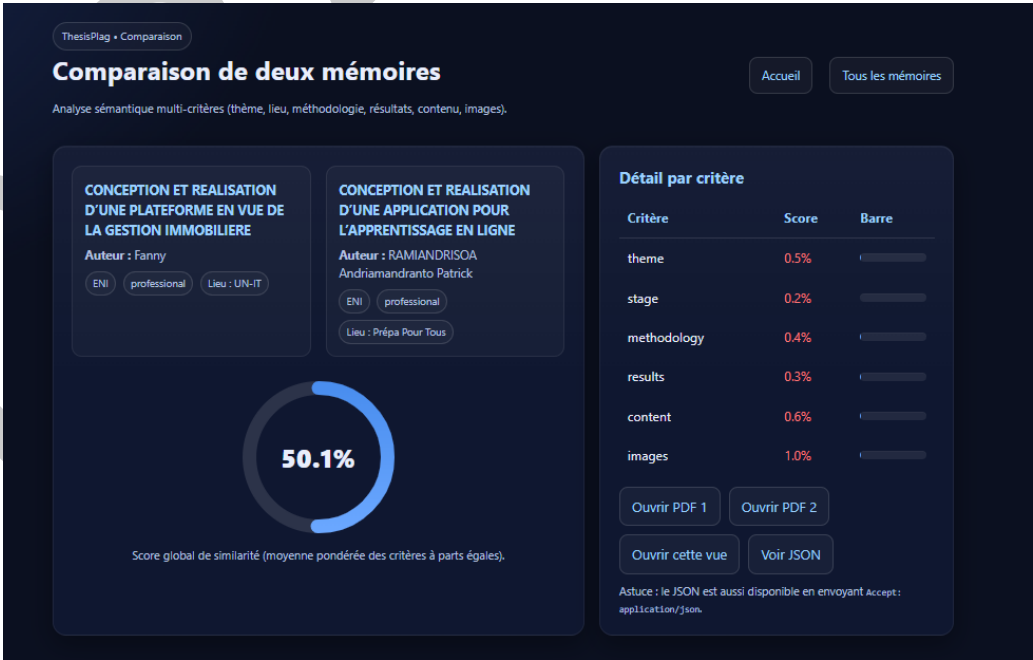 ThesisPlag • Comparaison
Comparaison de deux mémoires
Accueil
Tous les mémoires
Analyse sémantique multi-critères (thème, lieu, méthodologie, résultats, contenu, images).
CONCEPTION ET REALISATION
D'UNE PLATEFORME EN VUE DE
LA GESTION IMMOBILIERE
Auteur : Fanny
ENI
professional
Lieu : UN-IT
CONCEPTION ET REALISATION
D'UNE APPLICATION POUR
L'APPRENTISSAGE EN LIGNE
Auteur : RAMIANDRISOA
Andriamandranto Patrick
ENI
professional
Lieu : Prépa Pour Tous
50.1%
Score global de similarité (moyenne pondérée des critères à parts égales).
Détail par critère
Critère Score Barre
theme 0.5%
stage 0.2%
methodology 0.4%
results 0.3%
content 0.6%
images 1.0%
Ouvrir PDF 1
Ouvrir PDF 2
Ouvrir cette vue
Voir JSON
Astuce : le JSON est aussi disponible en envoyant Accept:
application/json.